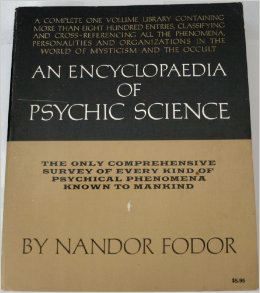 A COMPLETE ONE VOLUME LIBRARY CONTAINING
MORE THAN EIGHT HUNDRED ENTRIES, CLASSIFYING
AND CROSS-REFERENCING ALL THE PHENOMENA,
PERSONALITIES AND ORGANIZATIONS IN THE
WORLD OF MYSTICISM AND THE OCCULT
AN ENCYCLOPAEDIA
OF
PSYCHIC SCIENCE
THE ONLY COMPREHENSIVE
SURVEY OF EVERY KIND OF
PSYCHICAL PHENOMENA
KNOWN TO MANKIND
BY NANDOR FODOR
$5.95